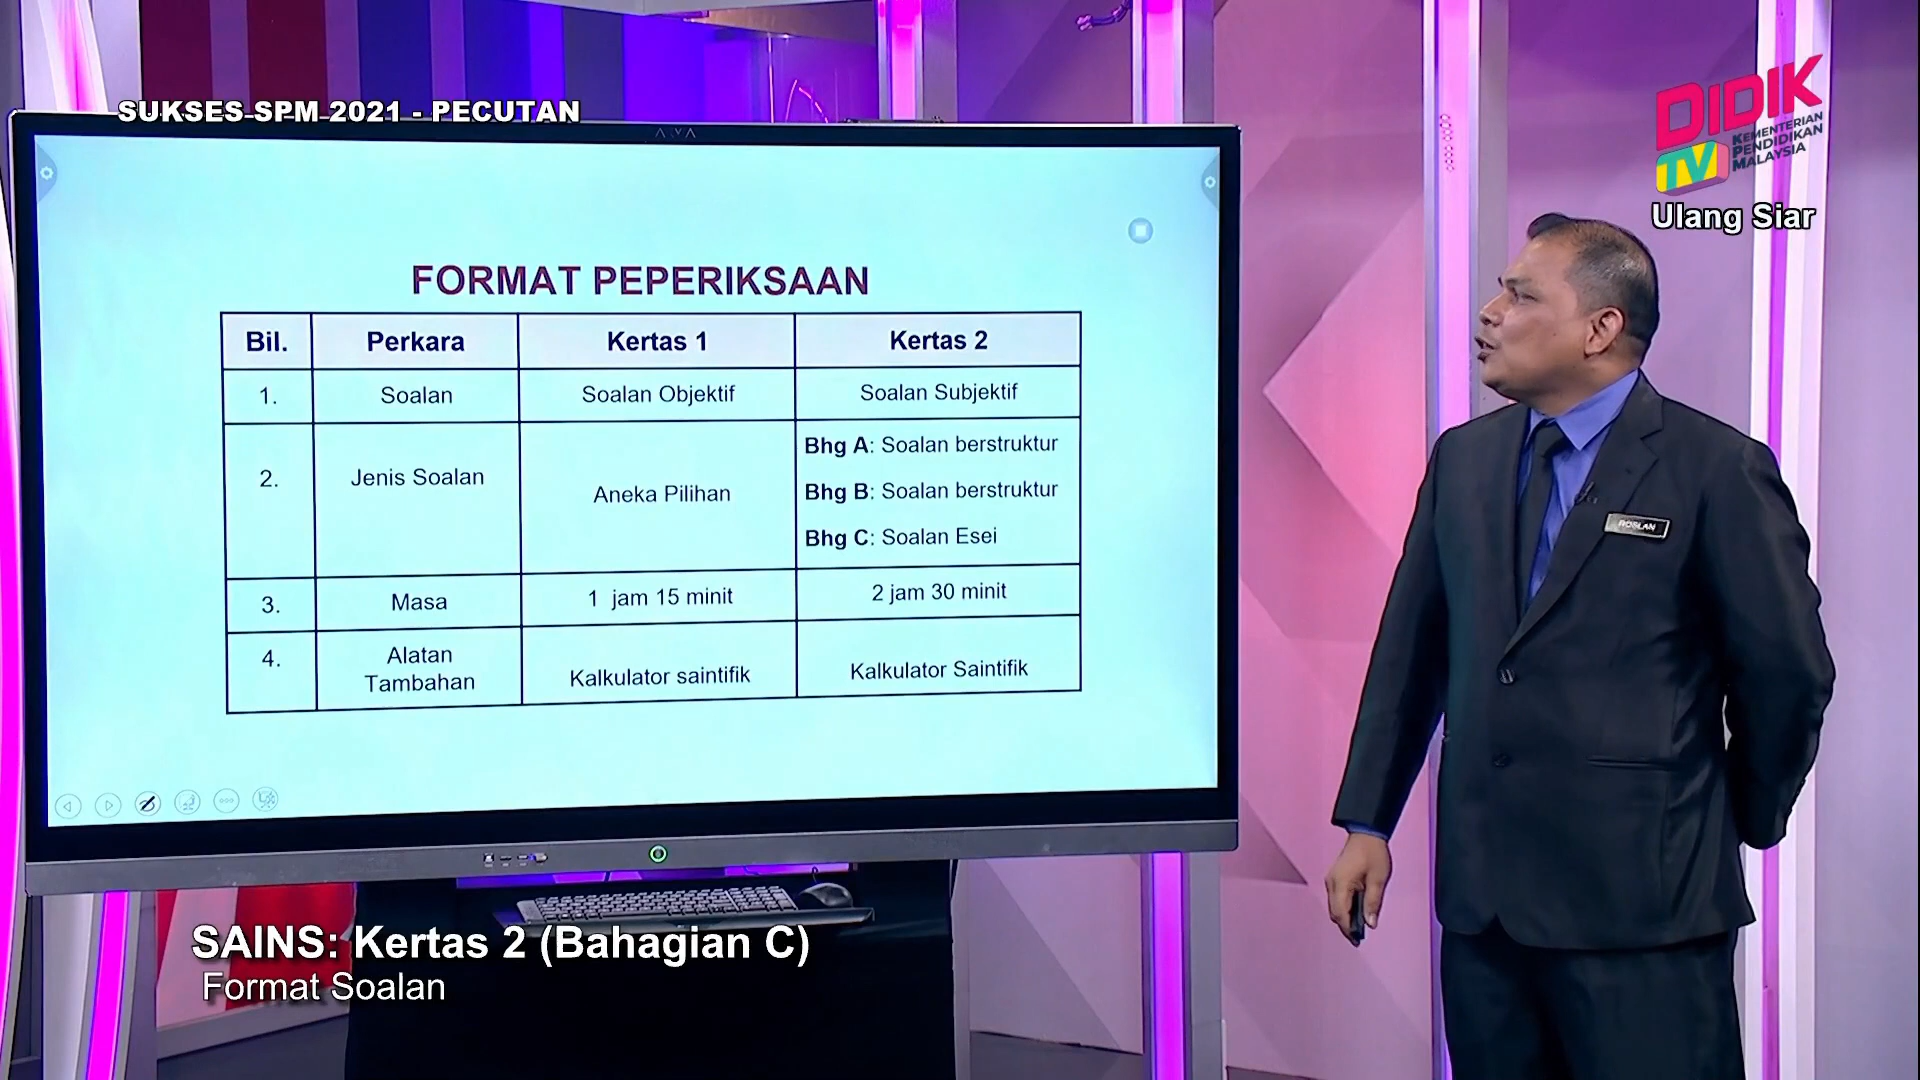 SUKSES SPM 2021 - PECUTAN
DIDIK
TV
KEMENTERIAN
PENDIDIKAN
MALAYSIA
Ulang Siar
FORMAT PEPERIKSAAN
Bil. Perkara Kertas 1 Kertas 2
1. Soalan Soalan Objektif Soalan Subjektif
2. Jenis Soalan Aneka Pilihan
Bhg A: Soalan berstruktur
Bhg B: Soalan berstruktur
Bhg C: Soalan Esei
3. Masa 1 jam 15 minit 2 jam 30 minit
4. Alatan Tambahan Kalkulator saintifik Kalkulator Saintifik
ROSLAN
SAINS: Kertas 2 (Bahagian C)
Format Soalan